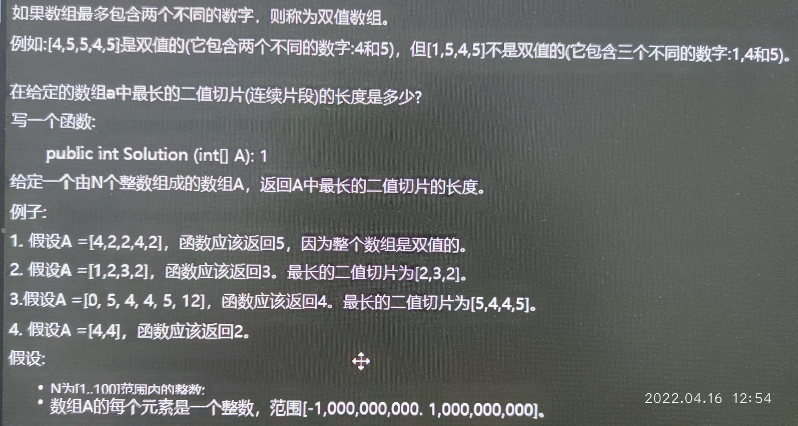 如果数组最多包含两个不同的数字，则称为双值数组。
例如:[4,5,5,4,5]是双值的(它包含两个不同的数字:4和5)，但[1,5,4,5]不是双值的(它包含三个不同的数字:1,4和5)。
在给定的数组a中最长的二值切片(连续片段)的长度是多少?
写一个函数:
public int Solution (int[] A): 1
给定一个由N个整数组成的数组A，返回A中最长的二值切片的长度。
例子:
1. 假设A =[4,2,2,4,2]，函数应该返回5，因为整个数组是双值的。
2. 假设A =[1,2,3,2]，函数应该返回3。最长的二值切片为[2,3,2]。
3.假设A =[0, 5, 4, 4, 5, 12]，函数应该返回4。最长的二值切片为[5,4,4,5]。
4. 假设A =[4,4]，函数应该返回2。
假设:
• N为[1..100]范围内的整数;
• 数组A的每个元素是一个整数，范围[-1,000,000,000. 1,000,000,000]。
2022.04.16 12:54